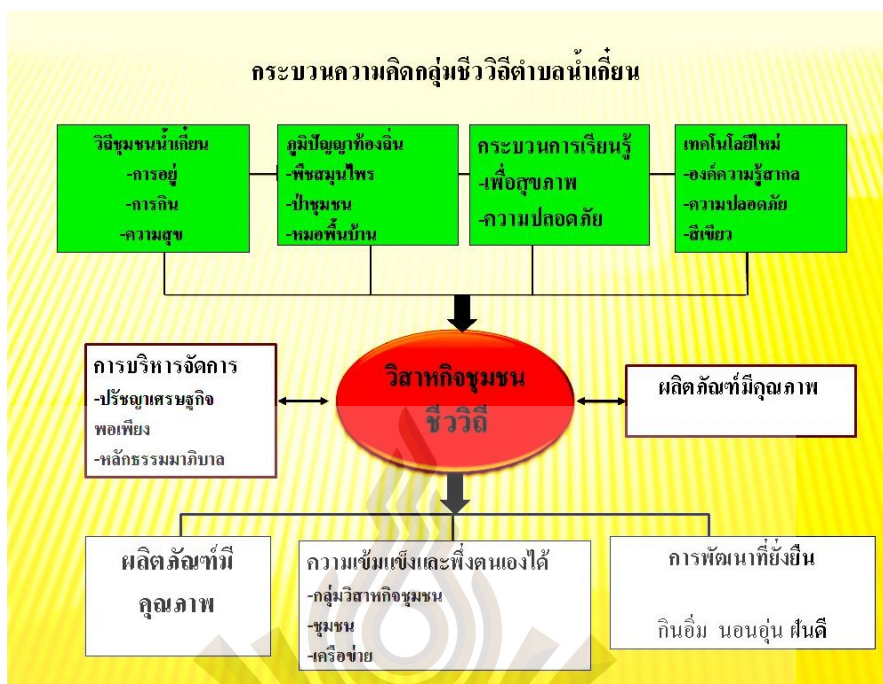 กระบวนความคิดกลุ่มชีววิถีตำบลน้ำเกี๋ยน
วิถีชุมชนน้ำเกี๋ยน
-การอยู่
-การกิน
-ความสุข
ภูมิปัญญาท้องถิ่น
-พืชสมุนไพร
-ป่าชุมชน
-หมอพื้นบ้าน
กระบวนการเรียนรู้
-เพื่อสุขภาพ
-ความปลอดภัย
เทคโนโลยีใหม่
-องค์ความรู้สากล
-ความปลอดภัย
-สีเขียว
การบริหารจัดการ
-ปรัชญาเศรษฐกิจ
พอเพียง
-หลักธรรมมาภิบาล
วิสาหกิจชุมชน
ชีววิถี
ผลิตภัณฑ์มีคุณภาพ
ผลิตภัณฑ์มี
คุณภาพ
ความเข้มแข็งและพึ่งตนเองได้
-กลุ่มวิสาหกิจชุมชน
-ชุมชน
-เครือข่าย
การพัฒนาที่ยั่งยืน
กินอิ่ม นอนอุ่น ฝันดี